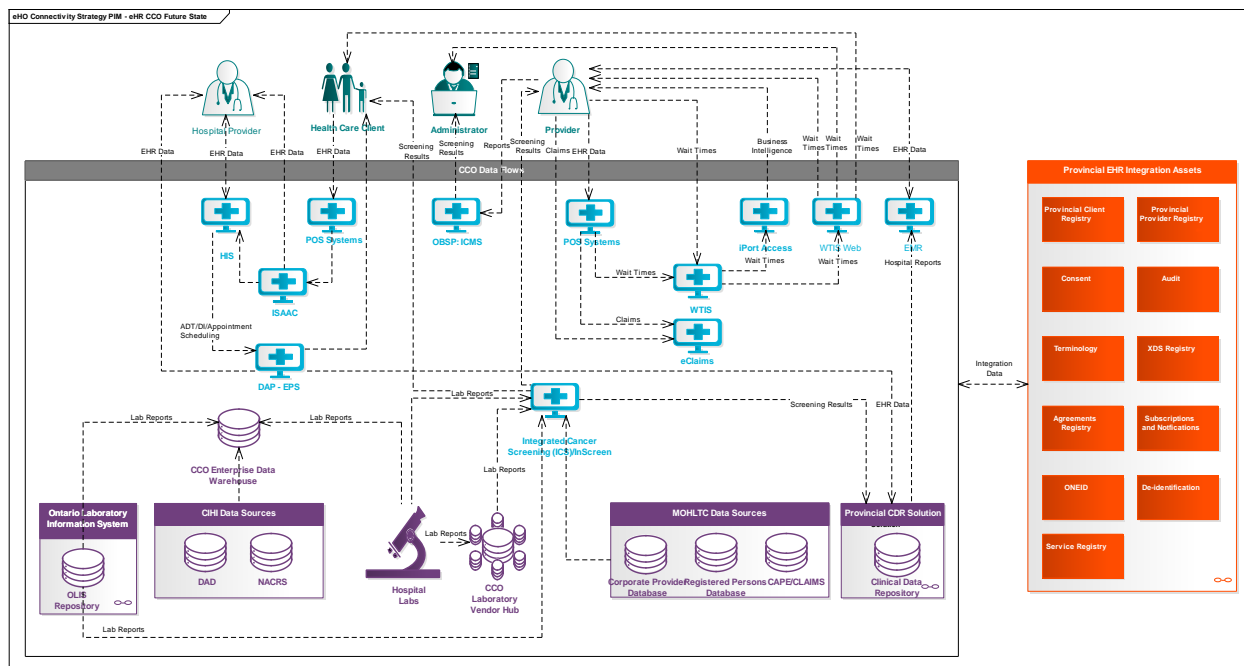 eHO Connectivity Strategy PIM - eHR CCO Future State
Hospital Provider
Health Care Client
Administrator
Provider
EHR Data
EHR Data
EHR Data
EHR Data
Screening
Results
Screening
Results
Reports
Screening
Results
Claims
EHR Data
Wait Times
Business
Intelligence
Wait
Times
Wait
Times
Wait
Times
EHR Data
CCO Data Flows
HIS
POS Systems
OBSP: ICMS
POS Systems
iPort Access
WTIS Web
EMR
Wait Times
Wait Times
Wait Times
Hospital Reports
ISAAC
WTIS
ADT/DI/Appointment
Scheduling
Claims
eClaims
DAP - EPS
Lab Reports
Lab Reports
Lab Reports
Screening Results
EHR Data
Integrated Cancer
Screening (ICS)/InScreen
CCO Enterprise Data
Warehouse
Lab Reports
Ontario Laboratory
Information System
OLIS
Repository
CIHI Data Sources
DAD
NACRS
Hospital
Labs
Lab Reports
CCO
Laboratory
Vendor Hub
MOHLTC Data Sources
Corporate Provider
Database
Registered Persons
Database
CAPE/CLAIMS
Provincial CDR Solution
Clinical Data
Repository
Lab Reports
Integration
Data
Provincial EHR Integration Assets
Provincial Client
Registry
Provincial
Provider Registry
Consent
Audit
Terminology
XDS Registry
Agreements
Registry
Subscriptions
and Notfications
ONEID
De-identification
Service Registry